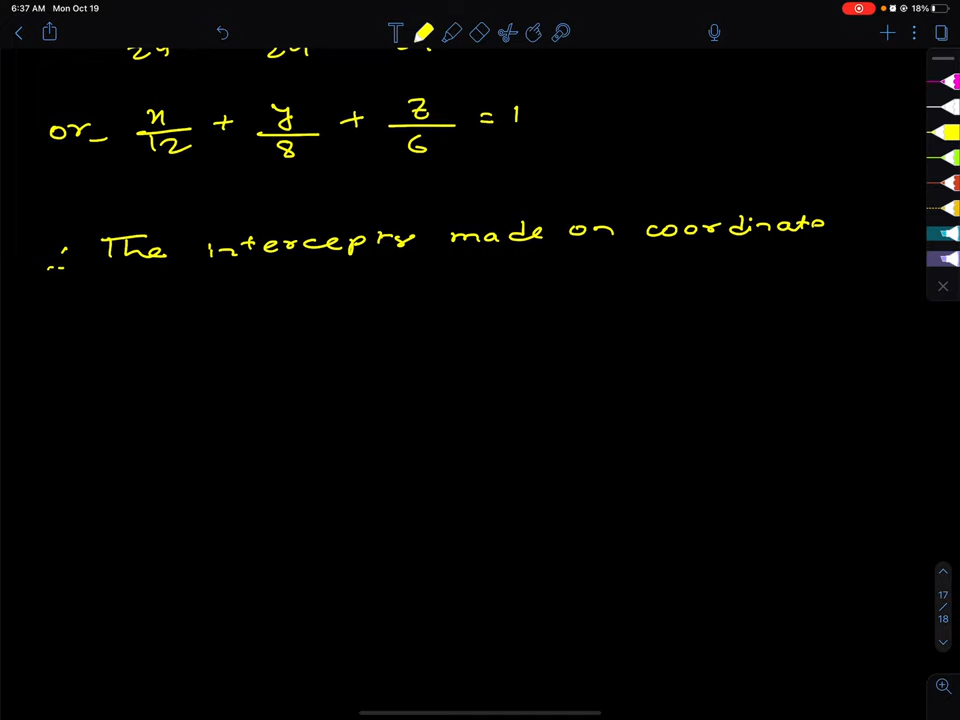 6:37 AM Mon Oct 19
18%
T
or x/12 + y/8 + z/6 = 1
∴ The intercepts made on coordinate
17
/
18